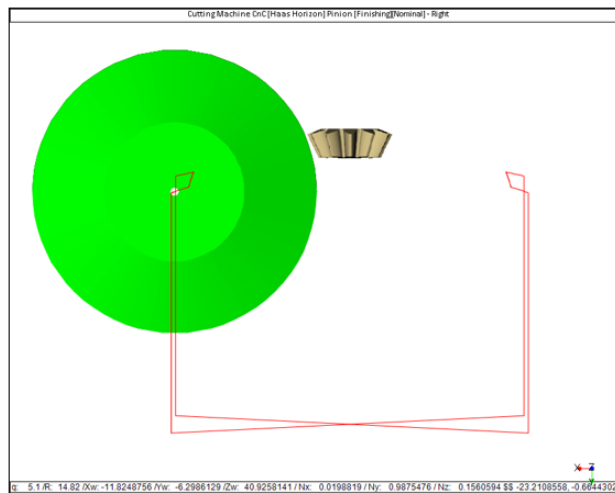 Cutting Machine CnC [Haas Horizon] Pinion [Finishing][Nominal] - Right
X
Z
q: 5.1 /R: 14.82 /Xw: -11.8248756 /Yw: -6.2986129 /Zw: 40.9258141 / Nx: 0.0198819 / Ny: 0.9875476 / Nz: 0.1560594 $$ -23.2108558, -0.6644302